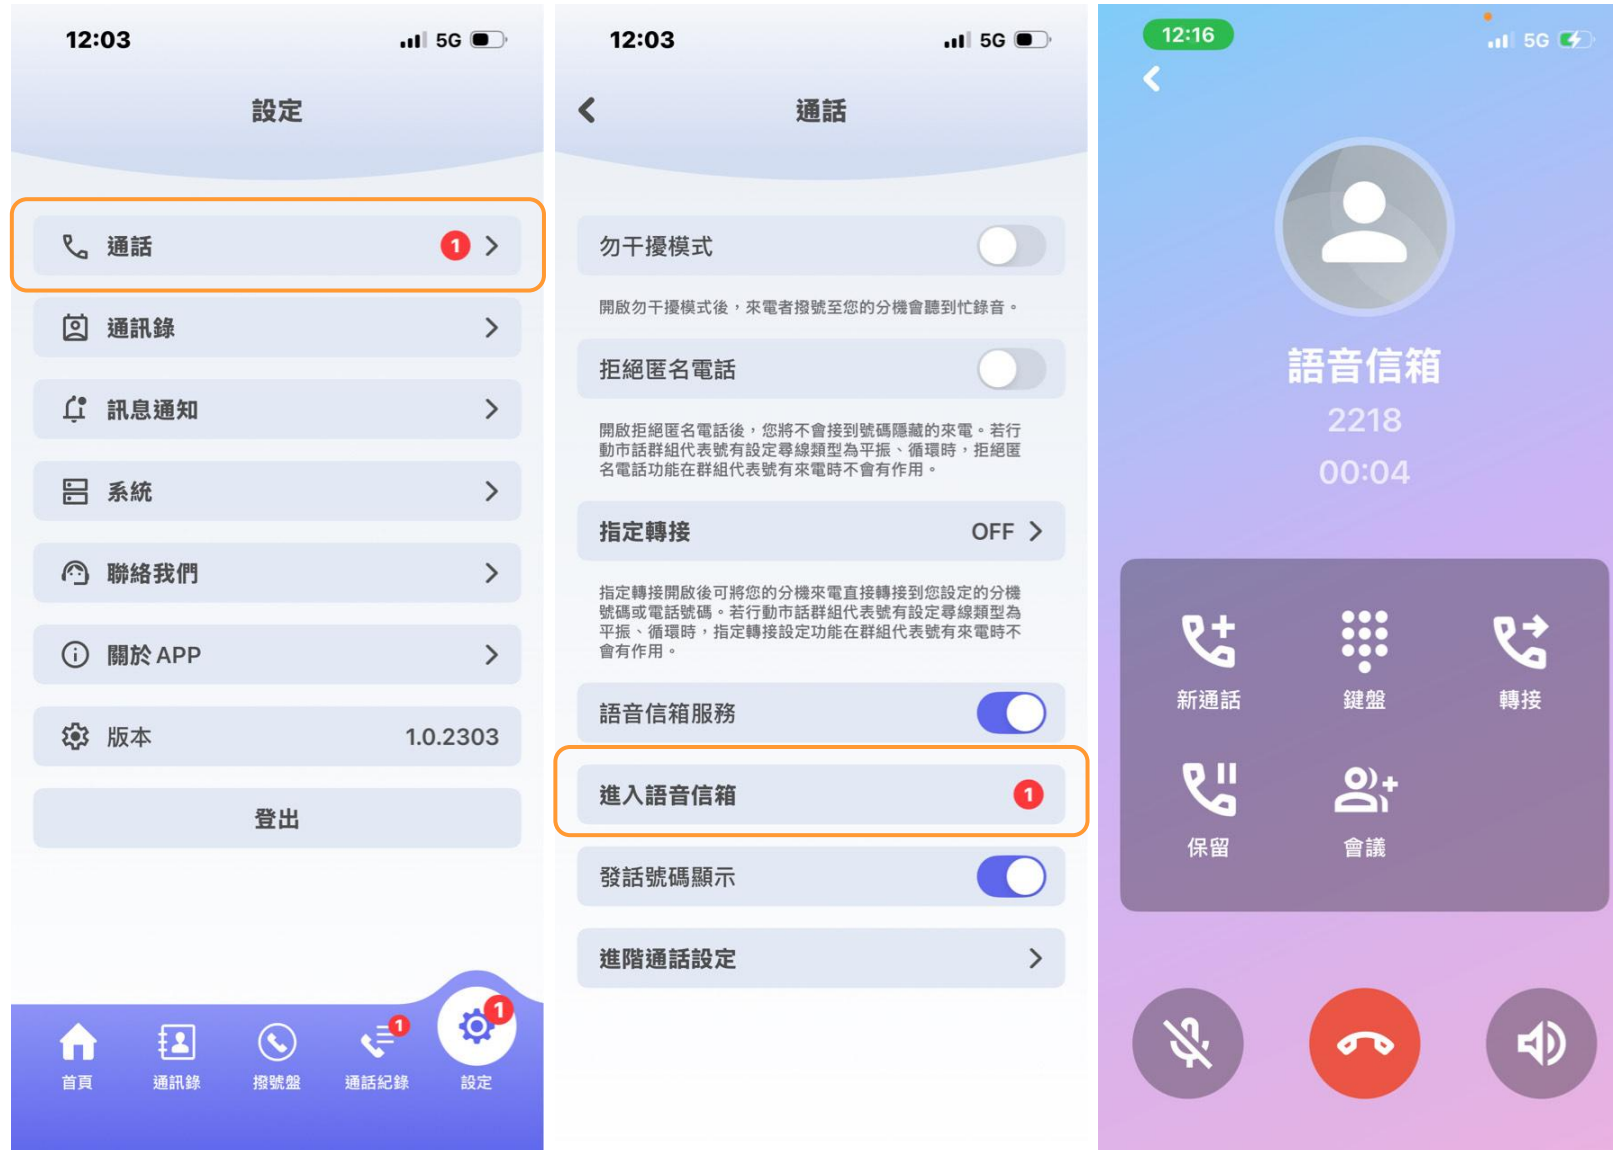 12:03
5G
設定
通話
1
通訊錄
訊息通知
系統
聯絡我們
關於 APP
版本
1.0.2303
登出
1
1
首頁
通訊錄
撥號盤
通話紀錄
設定
12:03
5G
通話
勿干擾模式
開啟勿干擾模式後，來電者撥號至您的分機會聽到忙錄音。
拒絕匿名電話
開啟拒絕匿名電話後，您將不會接到號碼隱藏的來電。若行
動市話群組代表號有設定尋線類型為平振、循環時，拒絕匿
名電話功能在群組代表號有來電時不會有作用。
指定轉接
OFF
指定轉接開啟後可將您的分機來電直接轉接到您設定的分機
號碼或電話號碼。若行動市話群組代表號有設定尋線類型為
平振、循環時，指定轉接設定功能在群組代表號有來電時不
會有作用。
語音信箱服務
進入語音信箱
1
發話號碼顯示
進階通話設定
12:16
5G
語音信箱
2218
00:04
新通話
鍵盤
轉接
保留
會議